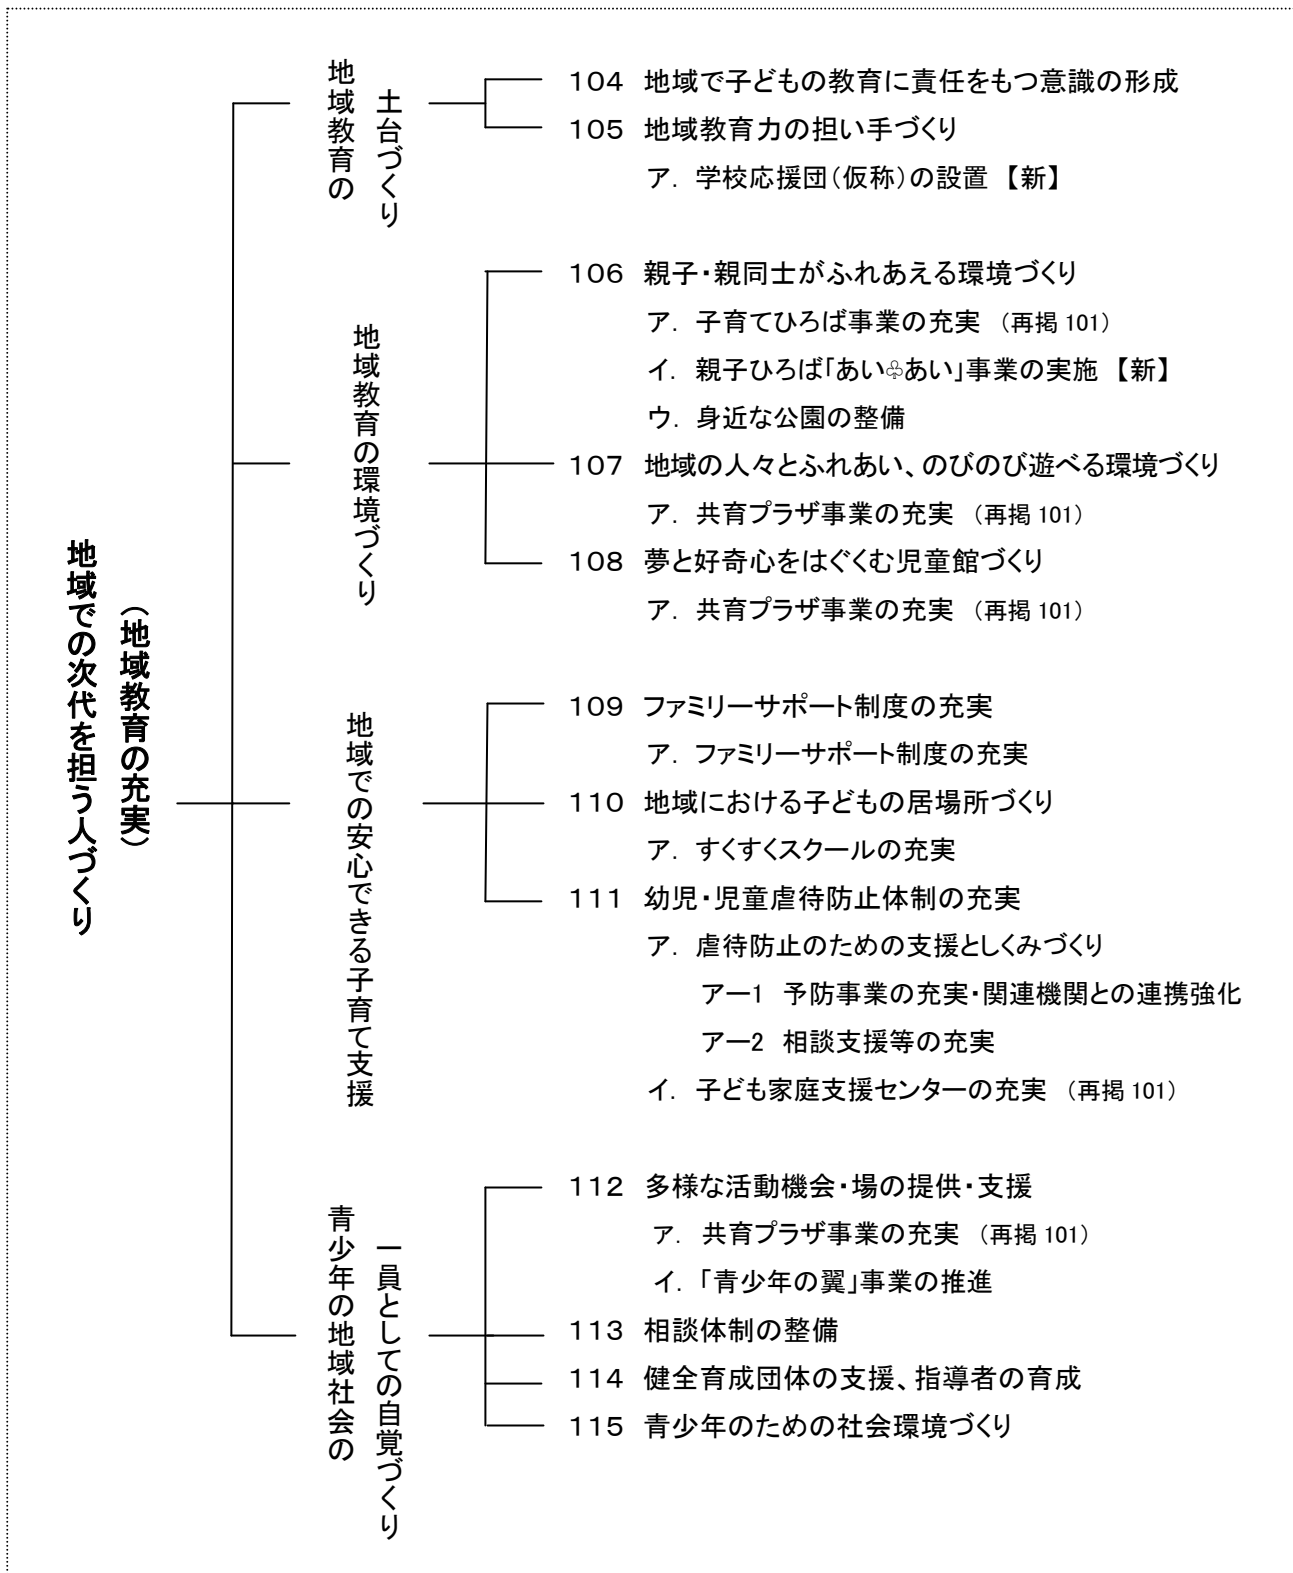 地域での次代を担う人づくり
（地域教育の充実）
地域教育の
土台づくり
104 地域で子どもの教育に責任をもつ意識の形成
105 地域教育力の担い手づくり
ア. 学校応援団（仮称）の設置 【新】
地域教育の環境づくり
106 親子・親同士がふれあえる環境づくり
ア. 子育てひろば事業の充実 （再掲 101）
イ. 親子ひろば「あい♧あい」事業の実施 【新】
ウ. 身近な公園の整備
107 地域の人々とふれあい、のびのび遊べる環境づくり
ア. 共育プラザ事業の充実 （再掲 101）
108 夢と好奇心をはぐくむ児童館づくり
ア. 共育プラザ事業の充実 （再掲 101）
地域での安心できる子育て支援
109 ファミリーサポート制度の充実
ア. ファミリーサポート制度の充実
110 地域における子どもの居場所づくり
ア. すくすくスクールの充実
111 幼児・児童虐待防止体制の充実
ア. 虐待防止のための支援としくみづくり
アー1 予防事業の充実・関連機関との連携強化
アー2 相談支援等の充実
イ. 子ども家庭支援センターの充実 （再掲 101）
青少年の地域社会の
一員としての自覚づくり
112 多様な活動機会・場の提供・支援
ア. 共育プラザ事業の充実 （再掲 101）
イ. 「青少年の翼」事業の推進
113 相談体制の整備
114 健全育成団体の支援、指導者の育成
115 青少年のための社会環境づくり